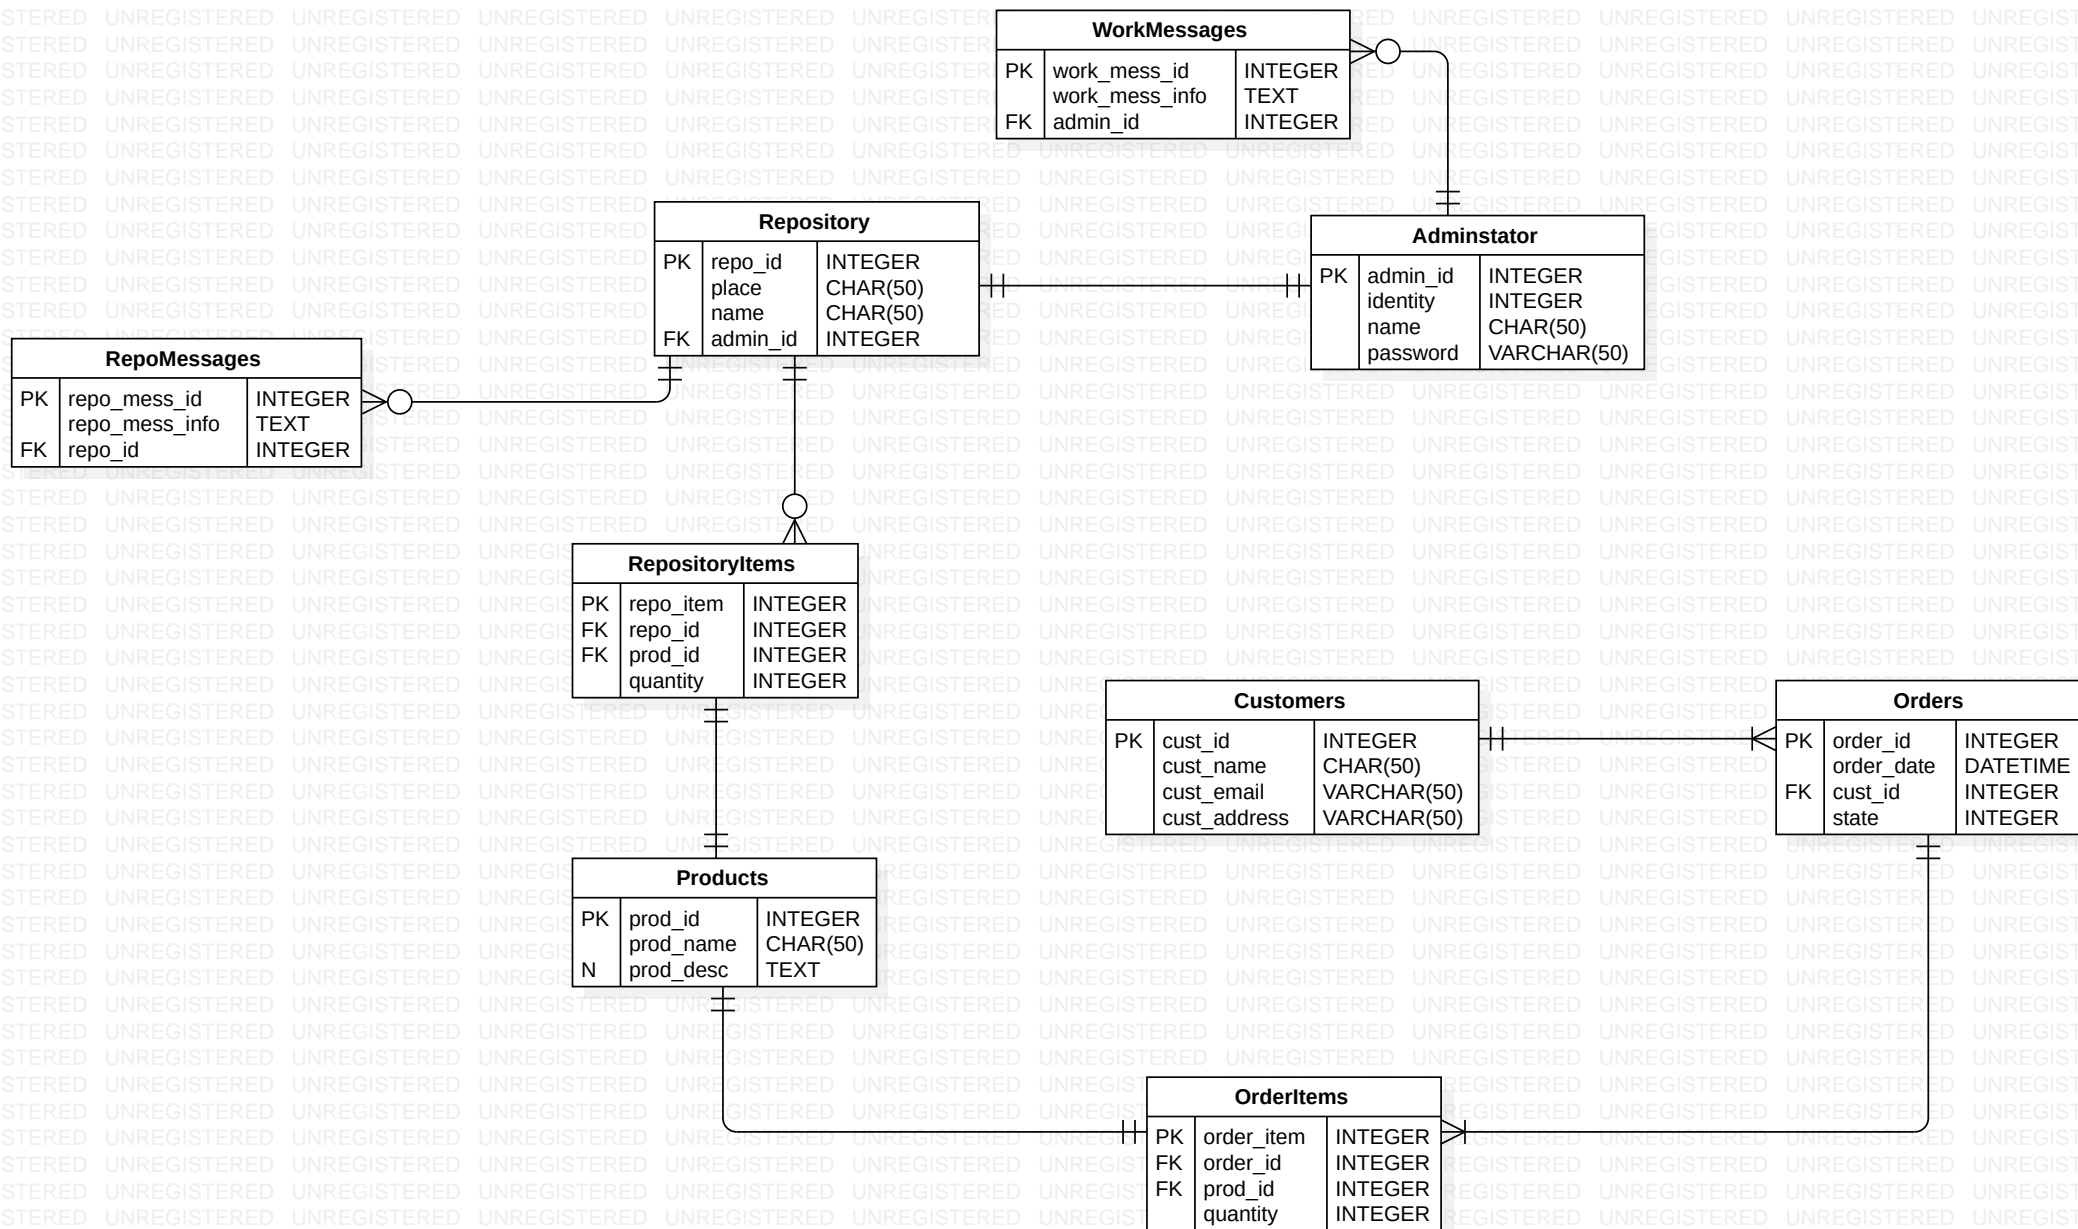 WorkMessages
PK work_mess_id INTEGER
work_mess_info TEXT
FK admin_id INTEGER
Repository
PK repo_id INTEGER
place CHAR(50)
name CHAR(50)
FK admin_id INTEGER
Adminstator
PK admin_id INTEGER
identity INTEGER
name CHAR(50)
password VARCHAR(50)
RepoMessages
PK repo_mess_id INTEGER
repo_mess_info TEXT
FK repo_id INTEGER
RepositoryItems
PK repo_item INTEGER
FK repo_id INTEGER
FK prod_id INTEGER
quantity INTEGER
Customers
PK cust_id INTEGER
cust_name CHAR(50)
cust_email VARCHAR(50)
cust_address VARCHAR(50)
Orders
PK order_id INTEGER
order_date DATETIME
FK cust_id INTEGER
state INTEGER
Products
PK prod_id INTEGER
prod_name CHAR(50)
N prod_desc TEXT
OrderItems
PK order_item INTEGER
FK order_id INTEGER
FK prod_id INTEGER
quantity INTEGER
UNREGISTERED